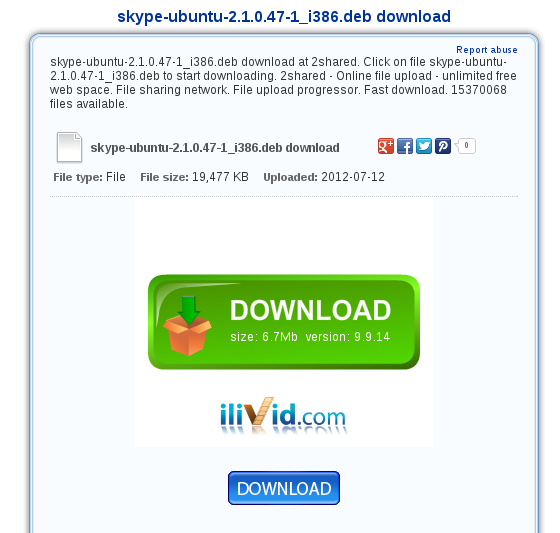 skype-ubuntu-2.1.0.47-1_i386.deb download
Report abuse
skype-ubuntu-2.1.0.47-1_i386.deb download at 2shared. Click on file skype-ubuntu-
2.1.0.47-1_i386.deb to start downloading. 2shared - Online file upload - unlimited free
web space. File sharing network. File upload progressor. Fast download. 15370068
files available.
skype-ubuntu-2.1.0.47-1_i386.deb download
0
File type: File File size: 19,477 KB Uploaded: 2012-07-12
DOWNLOAD
size: 6.7Mb version: 9.9.14
iliVid.com
DOWNLOAD